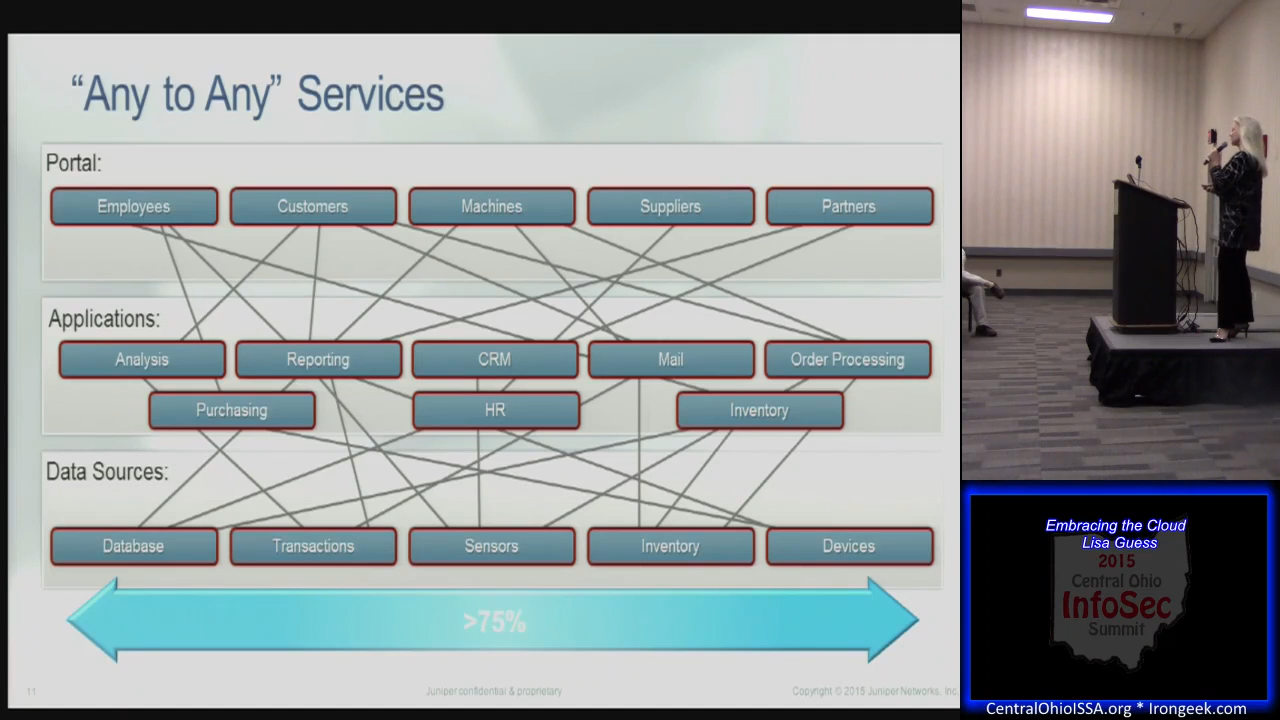 “Any to Any” Services
Portal:
Employees
Customers
Machines
Suppliers
Partners
Applications:
Analysis
Reporting
CRM
Mail
Order Processing
Purchasing
HR
Inventory
Data Sources:
Database
Transactions
Sensors
Inventory
Devices
>75%
11
Juniper confidential & proprietary
Copyright © 2015 Juniper Networks, Inc.
Embracing the Cloud
Lisa Guess
2015
Central Ohio
InfoSec
Summit
CentralOhioISSA.org * Irongeek.com